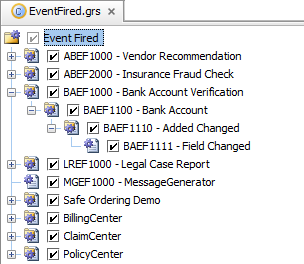 EventFired.grs
Event Fired
ABEF1000 - Vendor Recommendation
ABEF2000 - Insurance Fraud Check
BAEF1000 - Bank Account Verification
BAEF1100 - Bank Account
BAEF1110 - Added Changed
BAEF1111 - Field Changed
LREF1000 - Legal Case Report
MGEF1000 - MessageGenerator
Safe Ordering Demo
BillingCenter
ClaimCenter
PolicyCenter